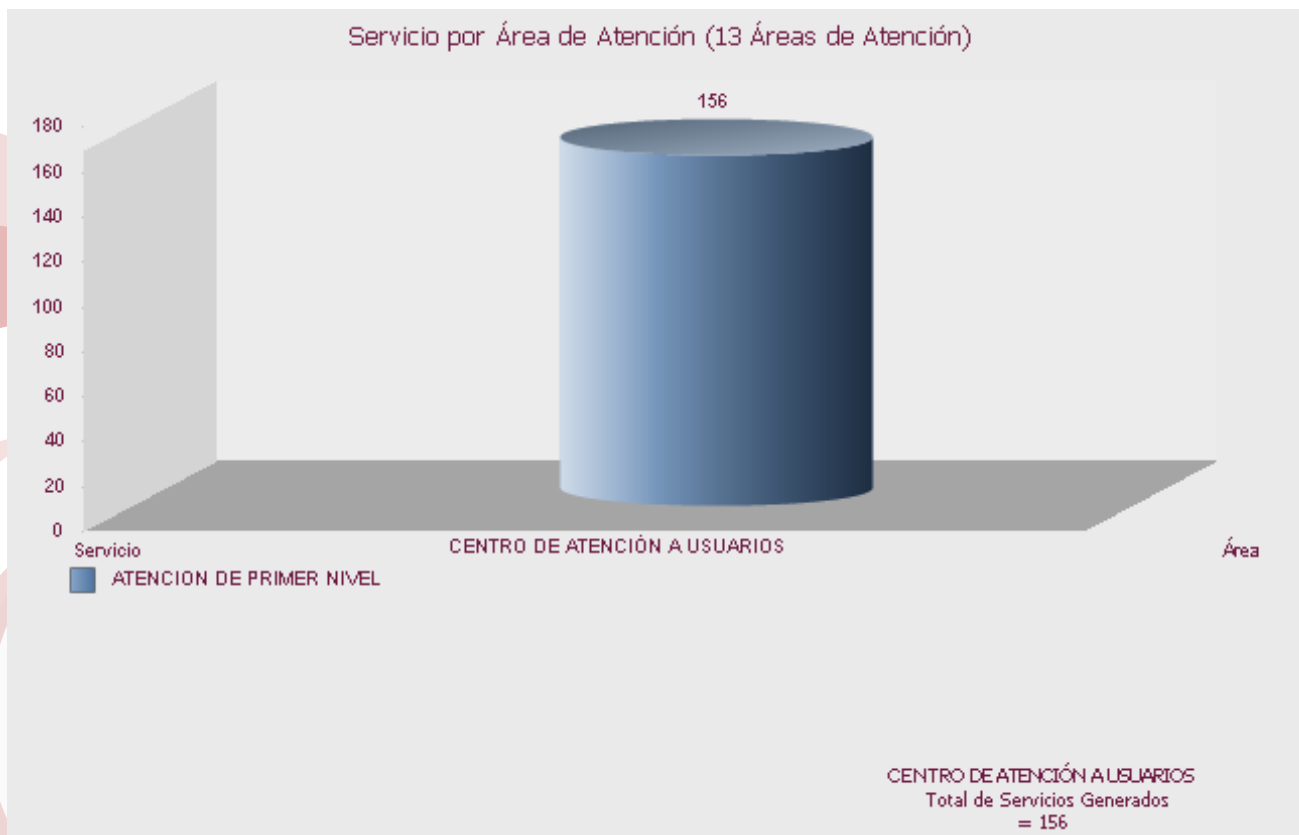 Servicio por Área de Atención (13 Áreas de Atención)
156
180
160
140
120
100
80
60
40
20
0
Servicio
CENTRO DE ATENCIÓN A USUARIOS
Área
ATENCION DE PRIMER NIVEL
CENTRO DE ATENCIÓN A USUARIOS
Total de Servicios Generados
= 156